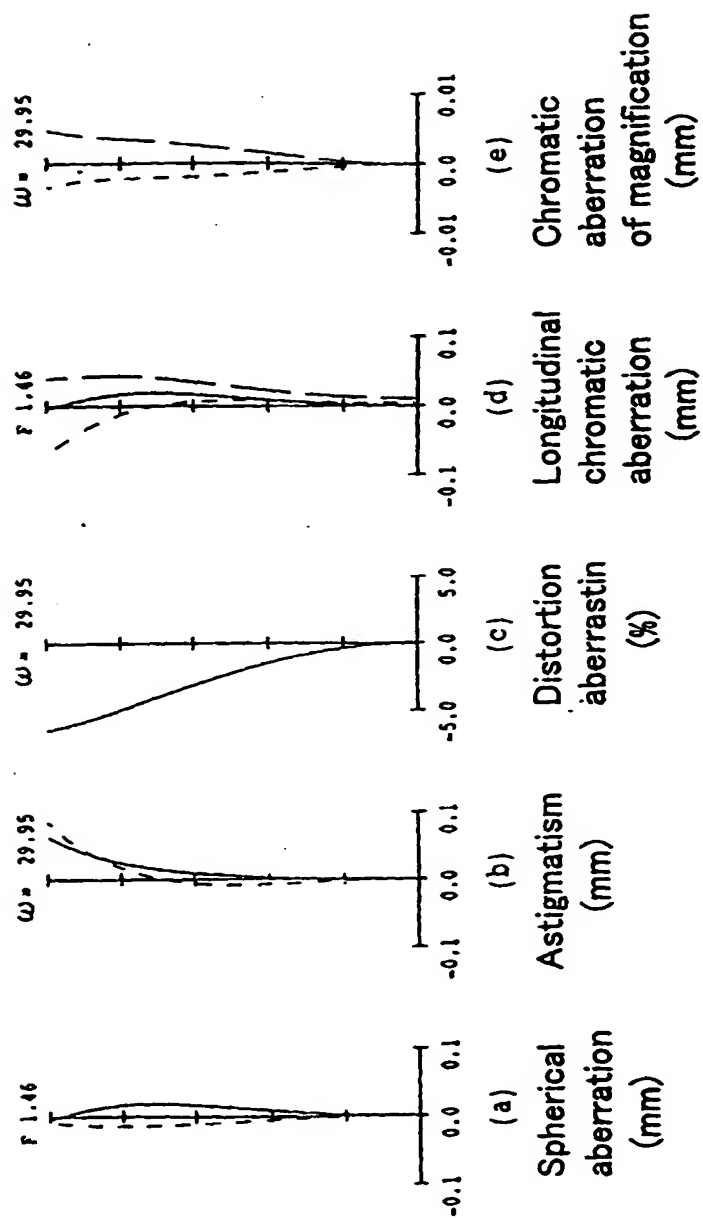 F 1.46
-0.1 0.0 0.1
(a)
Spherical
aberration
(mm)
ω= 29.95
-0.1 0.0 0.1
(b)
Astigmatism
(mm)
ω= 29.95
-5.0 0.0 5.0
(c)
Distortion
aberrastin
(%)
F 1.46
-0.1 0.0 0.1
(d)
Longitudinal
chromatic
aberration
(mm)
ω= 29.95
-0.01 0.0 0.01
(e)
Chromatic
aberration
of magnification
(mm)